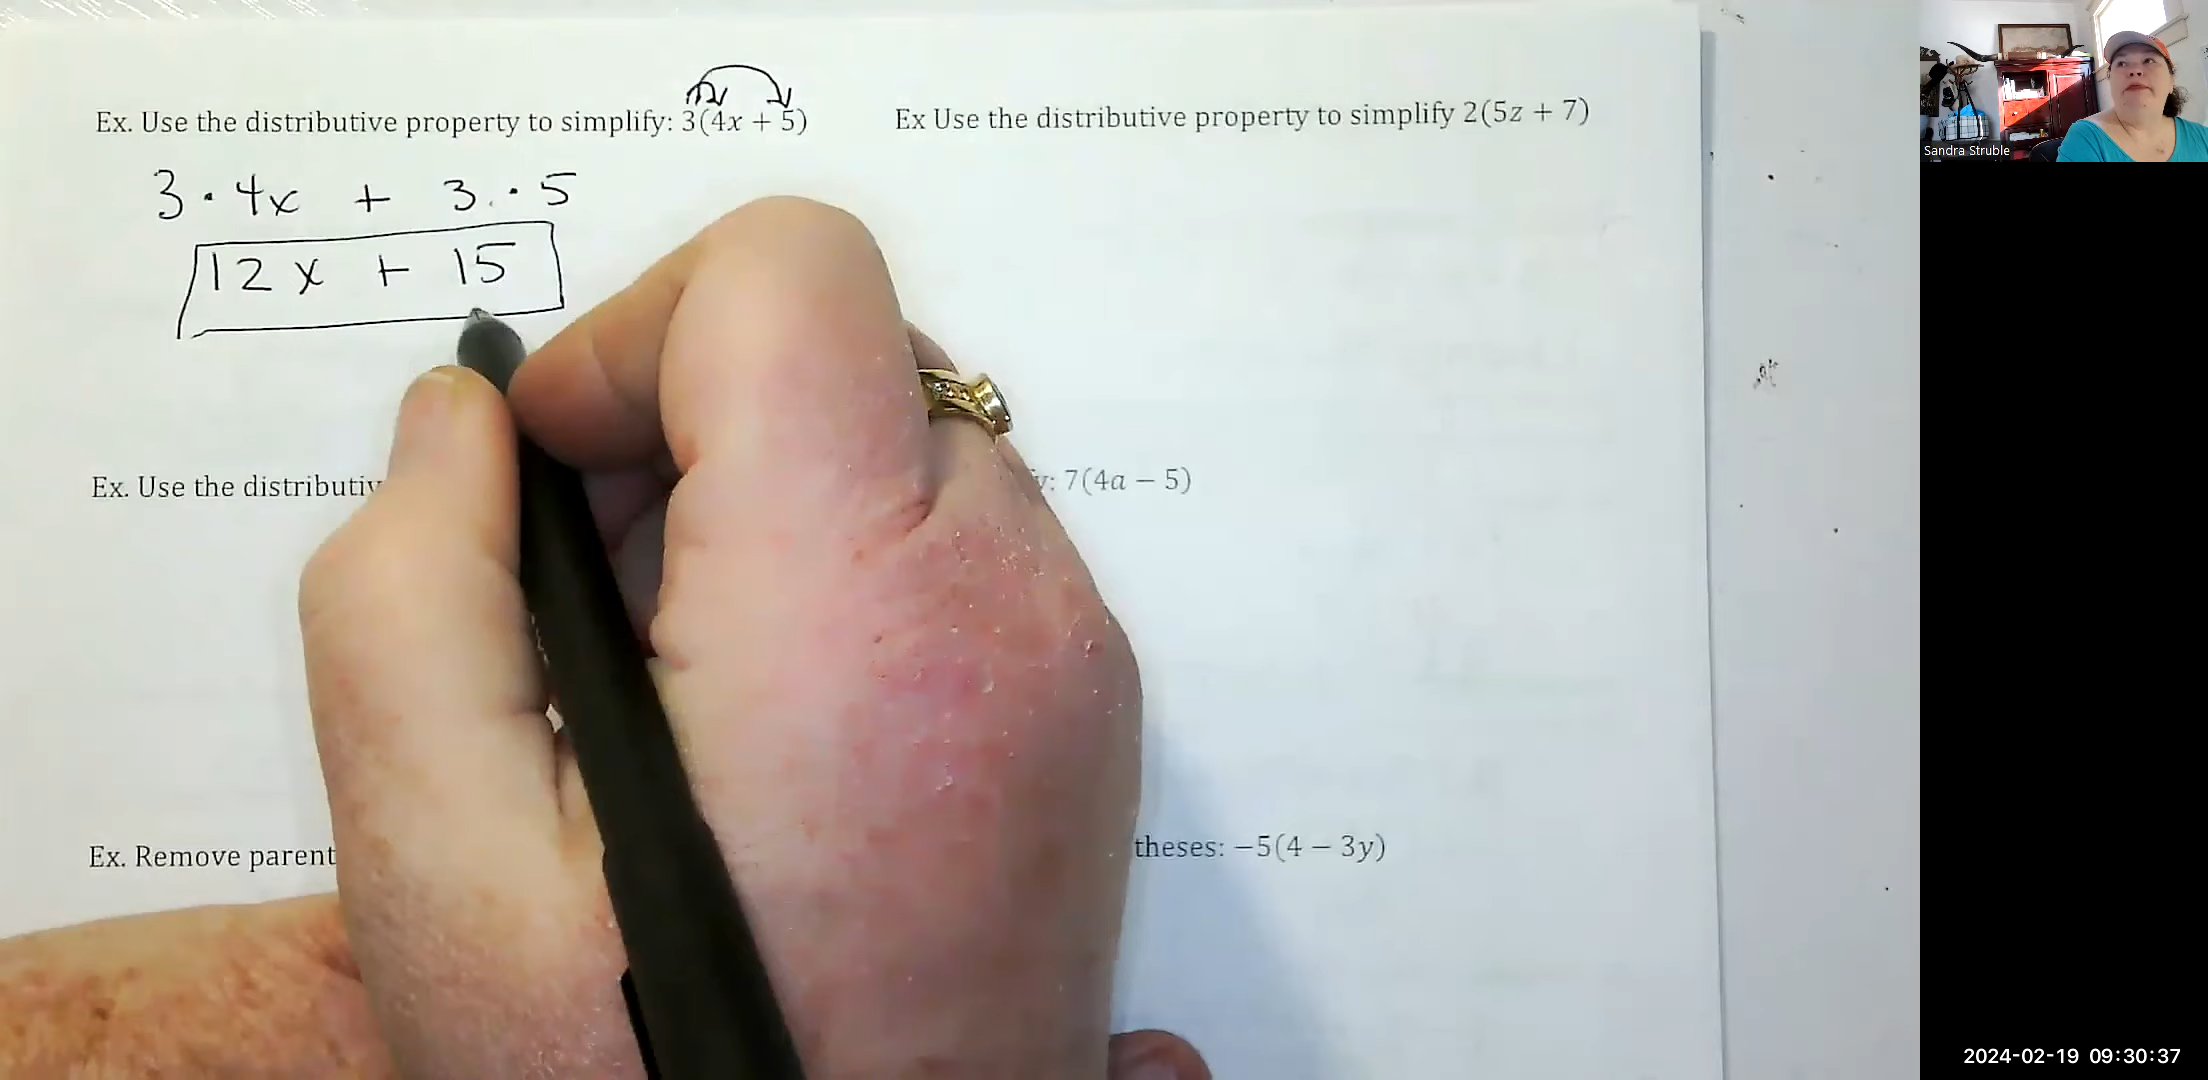 Ex. Use the distributive property to simplify: 3(4x + 5)
3 · 4x + 3 · 5
12x + 15
Ex Use the distributive property to simplify 2(5z + 7)
Ex. Use the distributiv
: 7(4a − 5)
Ex. Remove parent
theses: −5(4 − 3y)
Sandra Struble
2024-02-19 09:30:37